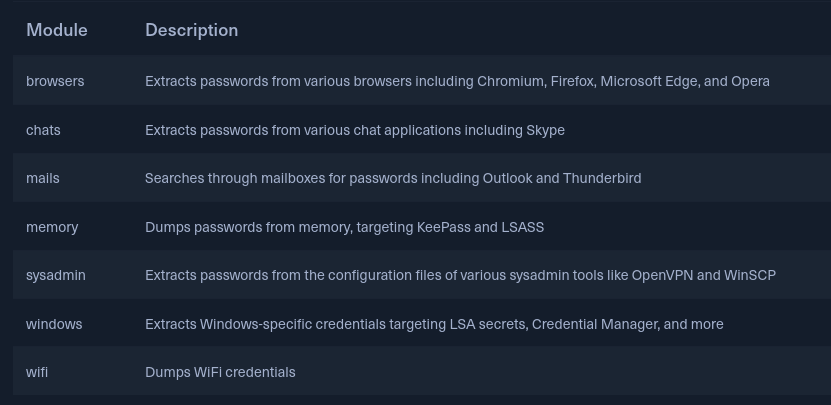 Module Description
browsers Extracts passwords from various browsers including Chromium, Firefox, Microsoft Edge, and Opera
chats Extracts passwords from various chat applications including Skype
mails Searches through mailboxes for passwords including Outlook and Thunderbird
memory Dumps passwords from memory, targeting KeePass and LSASS
sysadmin Extracts passwords from the configuration files of various sysadmin tools like OpenVPN and WinSCP
windows Extracts Windows-specific credentials targeting LSA secrets, Credential Manager, and more
wifi Dumps WiFi credentials